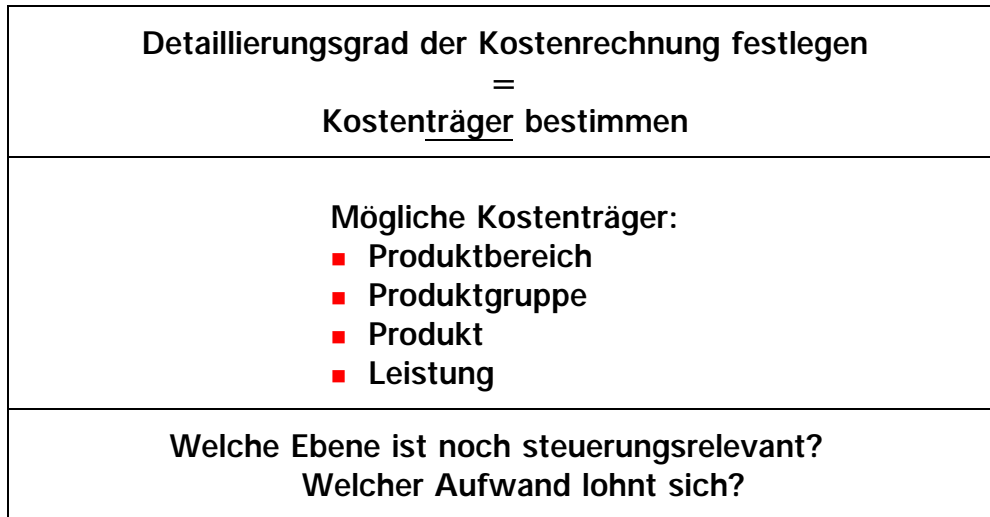 Detaillierungsgrad der Kostenrechnung festlegen
=
Kostenträger bestimmen
Mögliche Kostenträger:
■ Produktbereich
■ Produktgruppe
■ Produkt
■ Leistung
Welche Ebene ist noch steuerungsrelevant?
Welcher Aufwand lohnt sich?